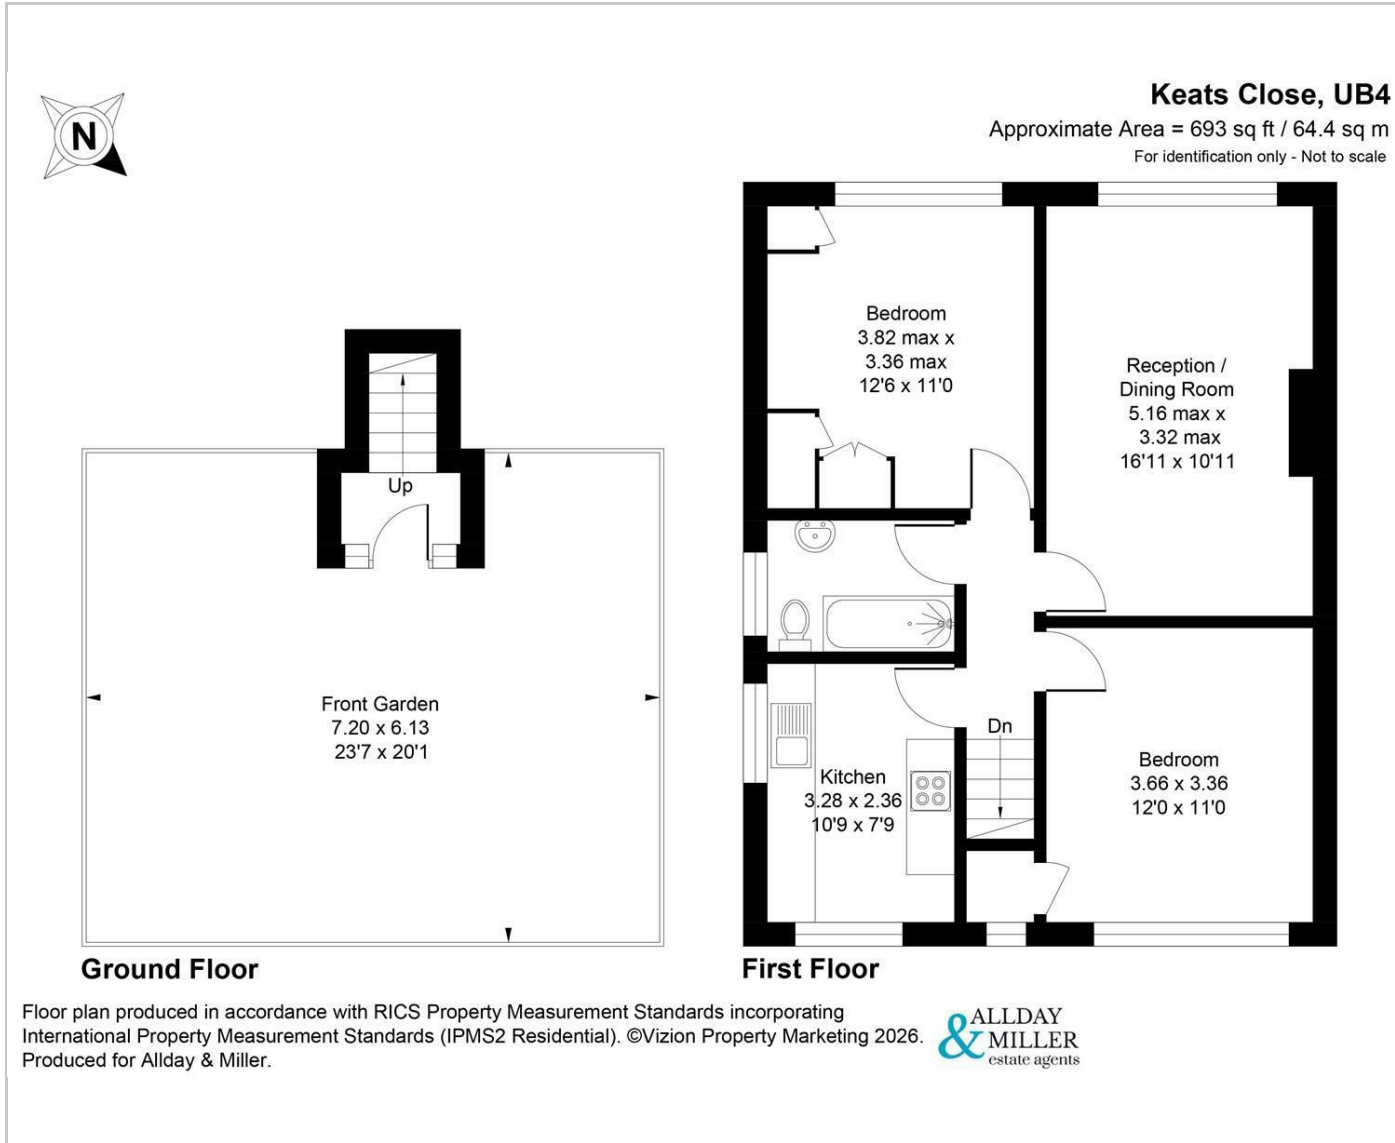 N
Keats Close, UB4
Approximate Area = 693 sq ft / 64.4 sq m
For identification only - Not to scale
Bedroom
3.82 max x
3.36 max
12'6 x 11'0
Reception /
Dining Room
5.16 max x
3.32 max
16'11 x 10'11
Up
Front Garden
7.20 x 6.13
23'7 x 20'1
Dn
Kitchen
3.28 x 2.36
10'9 x 7'9
Bedroom
3.66 x 3.36
12'0 x 11'0
Ground Floor
First Floor
Floor plan produced in accordance with RICS Property Measurement Standards incorporating
International Property Measurement Standards (IPMS2 Residential). ©Vizion Property Marketing 2026.
Produced for Allday & Miller.
ALLDAY
& MILLER
estate agents